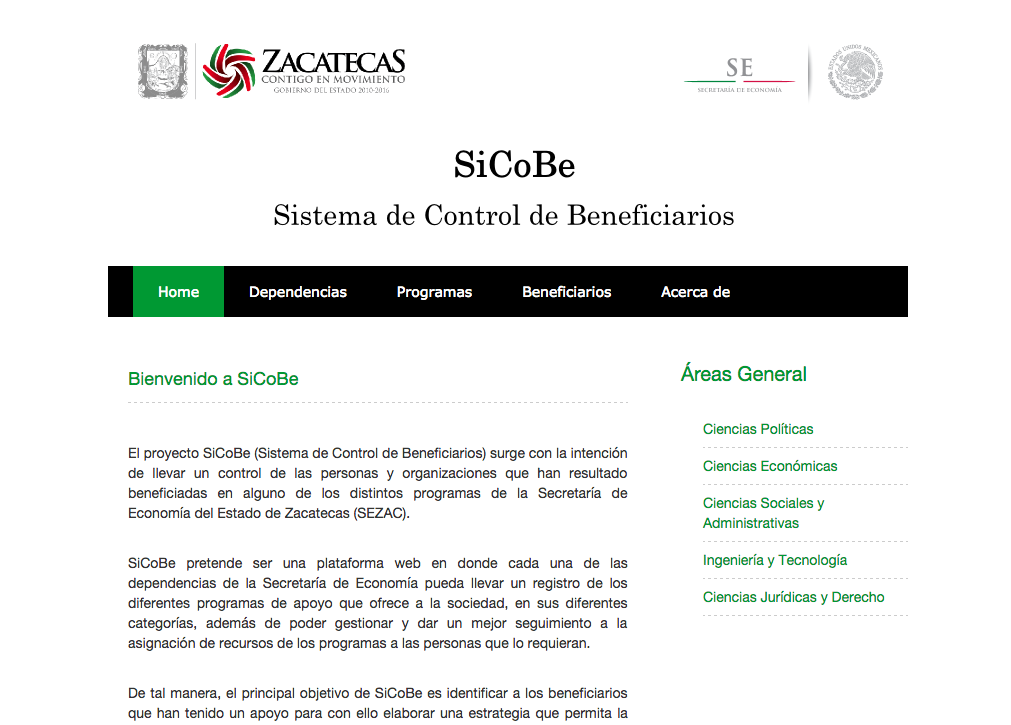 ZACATECAS
CONTIGO EN MOVIMIENTO
GOBIERNO DEL ESTADO 2010-2016
SE
SECRETARÍA DE ECONOMÍA
ESTADOS UNIDOS MEXICANOS
SiCoBe
Sistema de Control de Beneficiarios
Home
Dependencias
Programas
Beneficiarios
Acerca de
Bienvenido a SiCoBe
El proyecto SiCoBe (Sistema de Control de Beneficiarios) surge con la intención
de llevar un control de las personas y organizaciones que han resultado
beneficiadas en alguno de los distintos programas de la Secretaría de
Economía del Estado de Zacatecas (SEZAC).
SiCoBe pretende ser una plataforma web en donde cada una de las
dependencias de la Secretaría de Economía pueda llevar un registro de los
diferentes programas de apoyo que ofrece a la sociedad, en sus diferentes
categorías, además de poder gestionar y dar un mejor seguimiento a la
asignación de recursos de los programas a las personas que lo requieran.
De tal manera, el principal objetivo de SiCoBe es identificar a los beneficiarios
que han tenido un apoyo para con ello elaborar una estrategia que permita la
Áreas General
Ciencias Políticas
Ciencias Económicas
Ciencias Sociales y
Administrativas
Ingeniería y Tecnología
Ciencias Jurídicas y Derecho